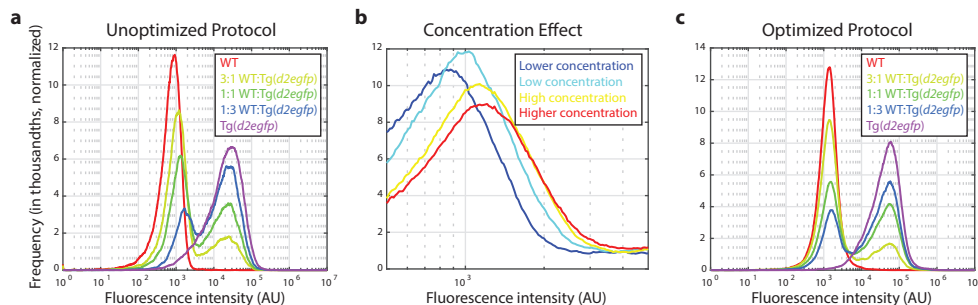 a
Unoptimized Protocol
Frequency (in thousandths, normalized)
12
10
8
6
4
2
0
10^0
10^1
10^2
10^3
10^4
10^5
10^6
10^7
Fluorescence intensity (AU)
WT
3:1 WT:Tg(d2egfp)
1:1 WT:Tg(d2egfp)
1:3 WT:Tg(d2egfp)
Tg(d2egfp)
b
Concentration Effect
12
10
8
6
4
2
0
10^3
Fluorescence intensity (AU)
Lower concentration
Low concentration
High concentration
Higher concentration
c
Optimized Protocol
14
12
10
8
6
4
2
0
10^0
10^1
10^2
10^3
10^4
10^5
10^6
10^7
Fluorescence intensity (AU)
WT
3:1 WT:Tg(d2egfp)
1:1 WT:Tg(d2egfp)
1:3 WT:Tg(d2egfp)
Tg(d2egfp)